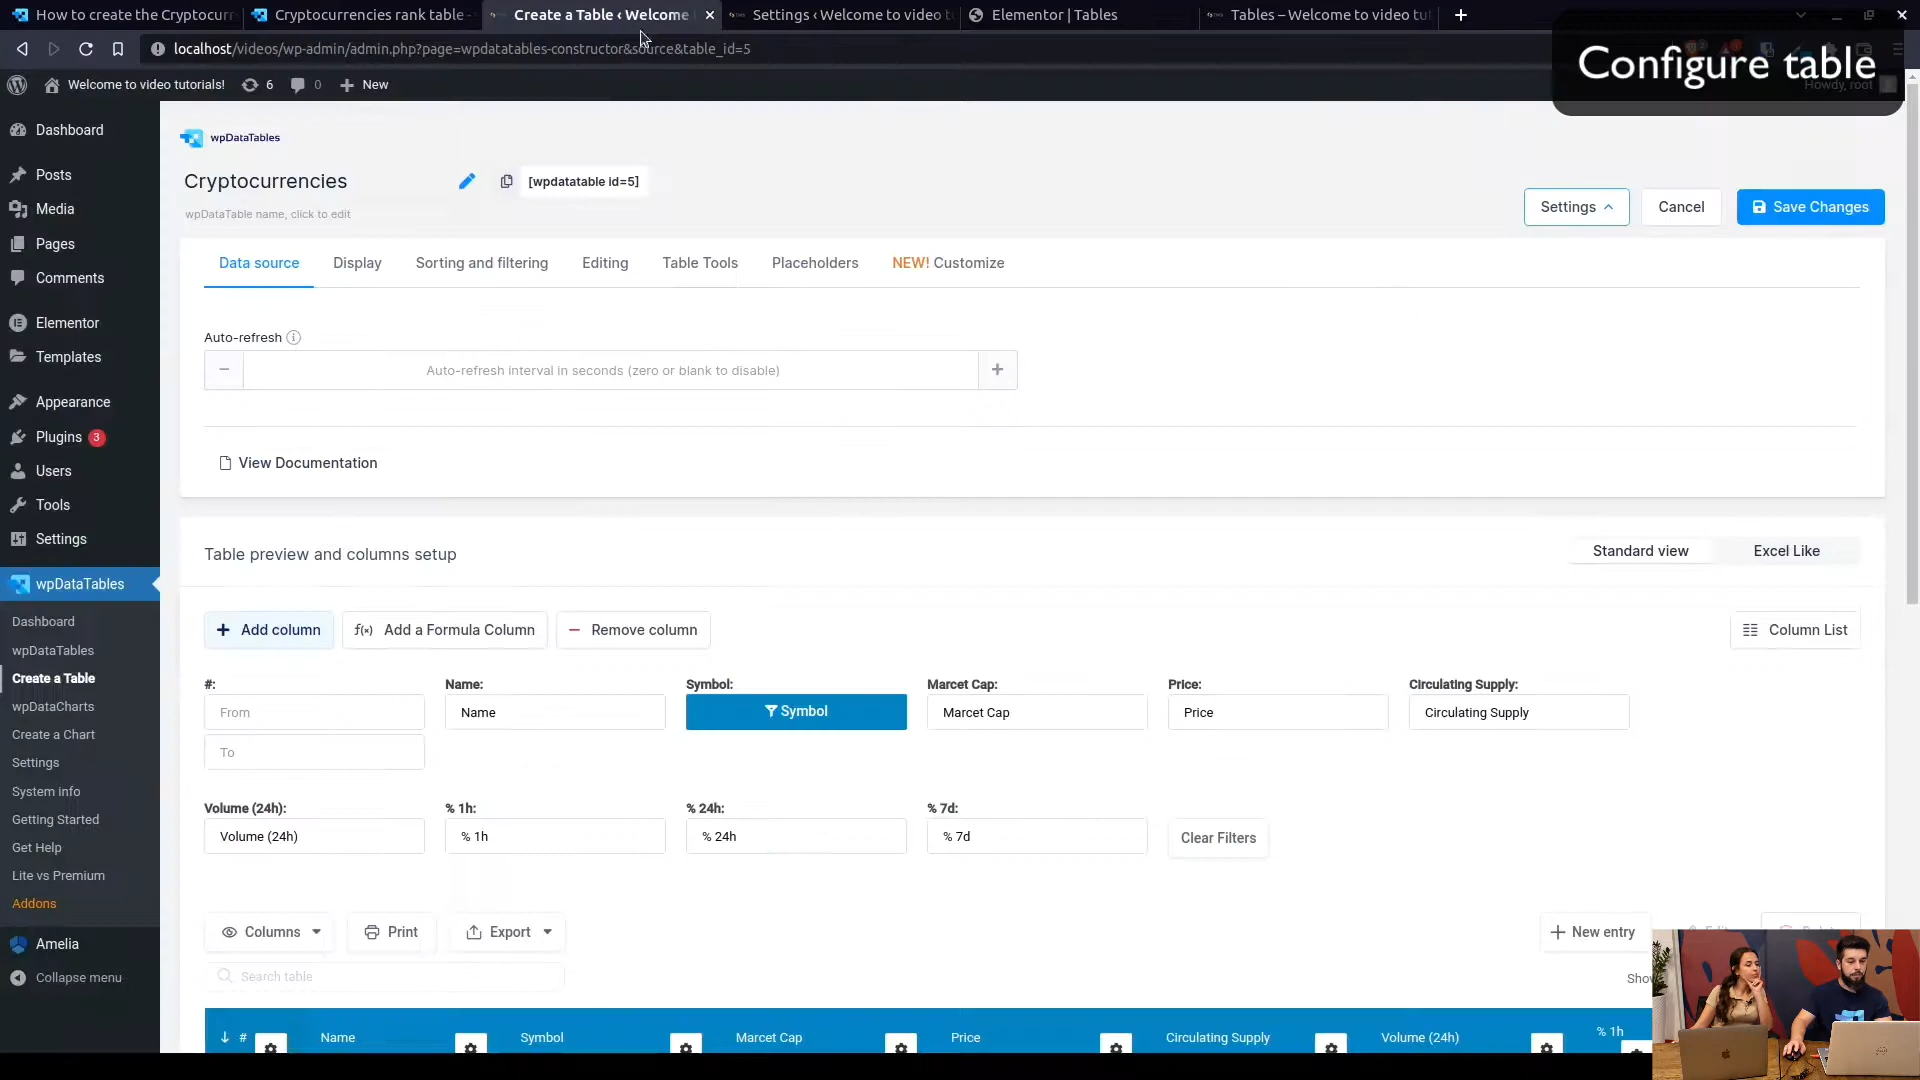 How to create the Cryptocurr
Cryptocurrencies rank table -
Create a Table ‹ Welcome
Settings ‹ Welcome to video t
Elementor | Tables
Tables – Welcome to video tu
localhost/videos/wp-admin/admin.php?page=wpdatatables-constructor&source&table_id=5
Configure table
Welcome to video tutorials!
6
0
New
Howdy, root
Dashboard
Posts
Media
Pages
Comments
Elementor
Templates
Appearance
Plugins 3
Users
Tools
Settings
wpDataTables
Dashboard
wpDataTables
Create a Table
wpDataCharts
Create a Chart
Settings
System info
Getting Started
Get Help
Lite vs Premium
Addons
Amelia
Collapse menu
wpDataTables
Cryptocurrencies
[wpdatatable id=5]
wpDataTable name, click to edit
Settings
Cancel
Save Changes
Data source
Display
Sorting and filtering
Editing
Table Tools
Placeholders
NEW! Customize
Auto-refresh
Auto-refresh interval in seconds (zero or blank to disable)
View Documentation
Table preview and columns setup
Standard view
Excel Like
Add column
f(x) Add a Formula Column
Remove column
Column List
#:
Name:
Symbol:
Marcet Cap:
Price:
Circulating Supply:
From
Name
Symbol
Marcet Cap
Price
Circulating Supply
To
Volume (24h):
% 1h:
% 24h:
% 7d:
Volume (24h)
% 1h
% 24h
% 7d
Clear Filters
Columns
Print
Export
New entry
Search table
Show
#
Name
Symbol
Marcet Cap
Price
Circulating Supply
Volume (24h)
% 1h